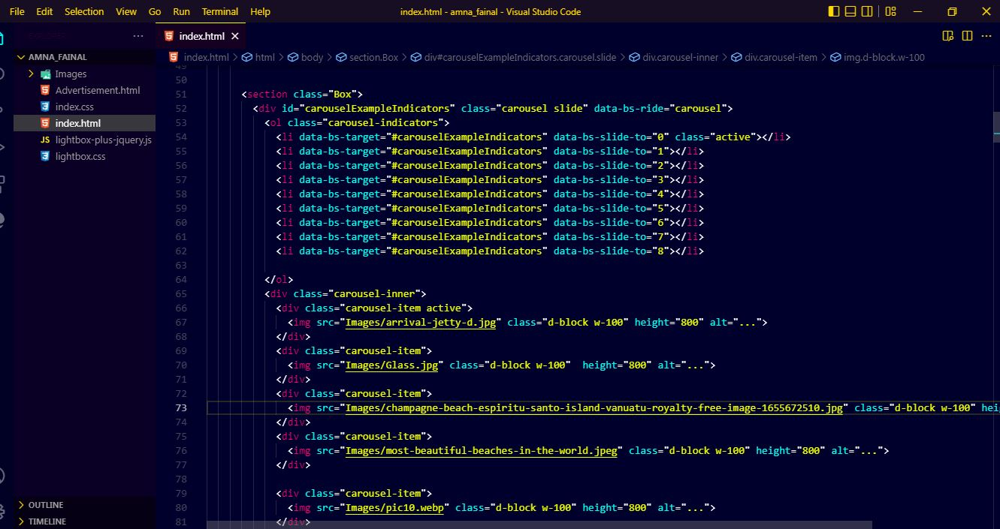 File Edit Selection View Go Run Terminal Help
index.html - amna_fainal - Visual Studio Code
EXPLORER
index.html
AMNA_FAINAL
Images
Advertisement.html
index.css
index.html
JS lightbox-plus-jquery.js
lightbox.css
OUTLINE
TIMELINE
index.html > html > body > section.Box > div#carouselExampleIndicators.carousel.slide > div.carousel-inner > div.carousel-item > img.d-block.w-100
49
50
51 <section class="Box">
52 <div id="carouselExampleIndicators" class="carousel slide" data-bs-ride="carousel">
53 <ol class="carousel-indicators">
54 <li data-bs-target="#carouselExampleIndicators" data-bs-slide-to="0" class="active"></li>
55 <li data-bs-target="#carouselExampleIndicators" data-bs-slide-to="1"></li>
56 <li data-bs-target="#carouselExampleIndicators" data-bs-slide-to="2"></li>
57 <li data-bs-target="#carouselExampleIndicators" data-bs-slide-to="3"></li>
58 <li data-bs-target="#carouselExampleIndicators" data-bs-slide-to="4"></li>
59 <li data-bs-target="#carouselExampleIndicators" data-bs-slide-to="5"></li>
60 <li data-bs-target="#carouselExampleIndicators" data-bs-slide-to="6"></li>
61 <li data-bs-target="#carouselExampleIndicators" data-bs-slide-to="7"></li>
62 <li data-bs-target="#carouselExampleIndicators" data-bs-slide-to="8"></li>
63
64 </ol>
65 <div class="carousel-inner">
66 <div class="carousel-item active">
67 <img src="Images/arrival-jetty-d.jpg" class="d-block w-100" height="800" alt="...">
68 </div>
69 <div class="carousel-item">
70 <img src="Images/Glass.jpg" class="d-block w-100"  height="800" alt="...">
71 </div>
72 <div class="carousel-item">
73 <img src="Images/champagne-beach-espiritu-santo-island-vanuatu-royalty-free-image-1655672510.jpg" class="d-block w-100" hei
74 </div>
75 <div class="carousel-item">
76 <img src="Images/most-beautiful-beaches-in-the-world.jpeg" class="d-block w-100" height="800" alt="...">
77 </div>
78
79 <div class="carousel-item">
80 <img src="Images/pic10.webp" class="d-block w-100" height="800" alt="...">
81 </div>